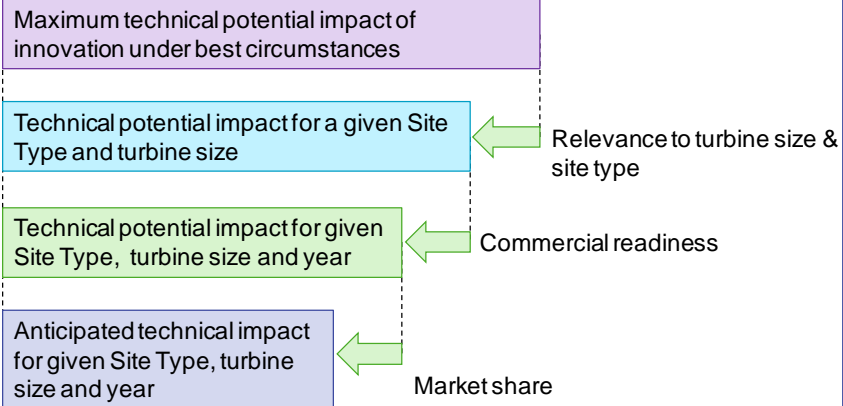 Maximum technical potential impact of
innovation under best circumstances
Technical potential impact for a given Site
Type and turbine size
Relevance to turbine size &
site type
Technical potential impact for given
Site Type, turbine size and year
Commercial readiness
Anticipated technical impact
for given Site Type, turbine
size and year
Market share